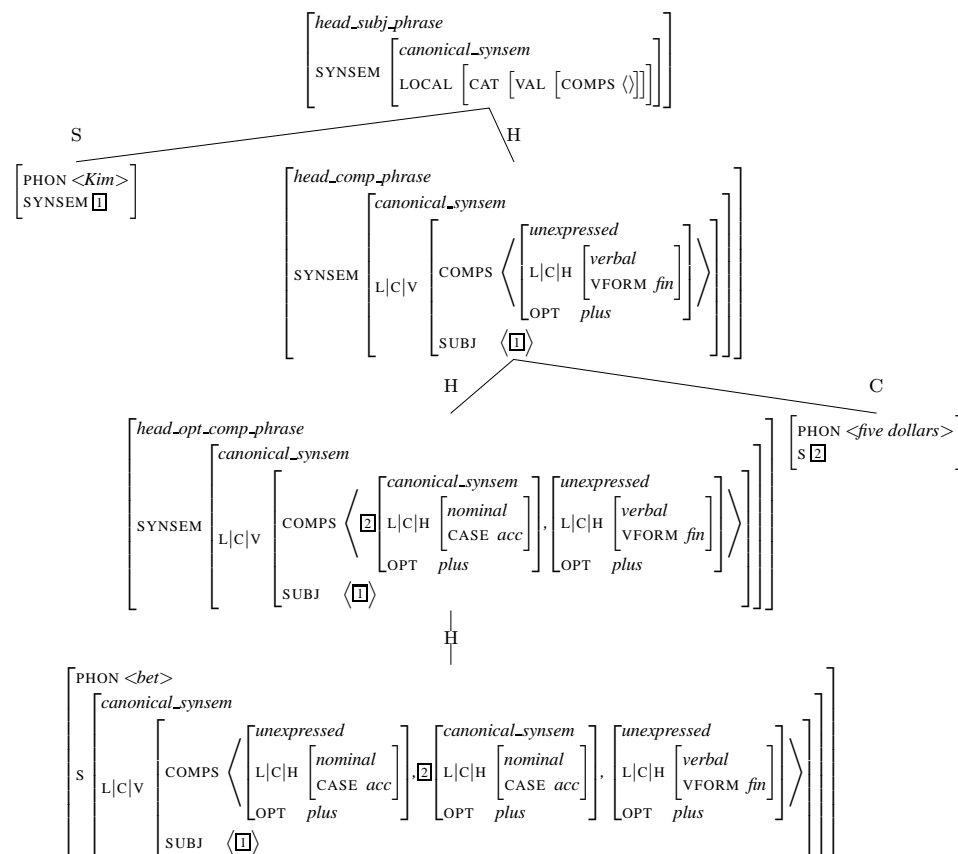 head_subj_phrase
canonical_synsem
SYNSEM
LOCAL [CAT [VAL [COMPS ⟨⟩]]]
S H
PHON <Kim>
SYNSEM 1
head_comp_phrase
canonical_synsem
unexpressed
verbal
COMPS L|C|H
SYNSEM VFORM fin
L|C|V
OPT plus
SUBJ ⟨1⟩
H C
head_opt_comp_phrase
PHON <five dollars>
canonical_synsem
S 2
canonical_synsem unexpressed
nominal verbal
SYNSEM COMPS 2 L|C|H , L|C|H
L|C|V CASE acc VFORM fin
OPT plus OPT plus
SUBJ ⟨1⟩
H
PHON <bet>
canonical_synsem
unexpressed canonical_synsem unexpressed
nominal nominal verbal
S COMPS L|C|H , 2 L|C|H , L|C|H
L|C|V CASE acc CASE acc VFORM fin
OPT plus OPT plus OPT plus
SUBJ ⟨1⟩